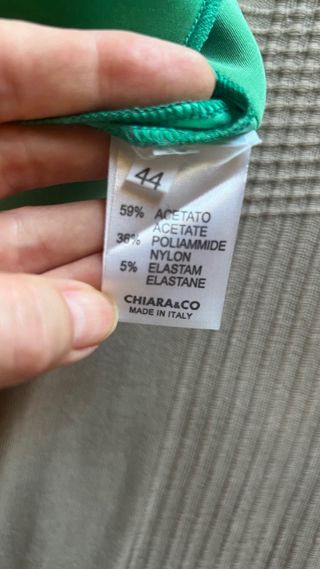 44
59% ACETATO
ACETATE
36% POLIAMMIDE
NYLON
5% ELASTAM
ELASTANE
CHIARA&CO
MADE IN ITALY